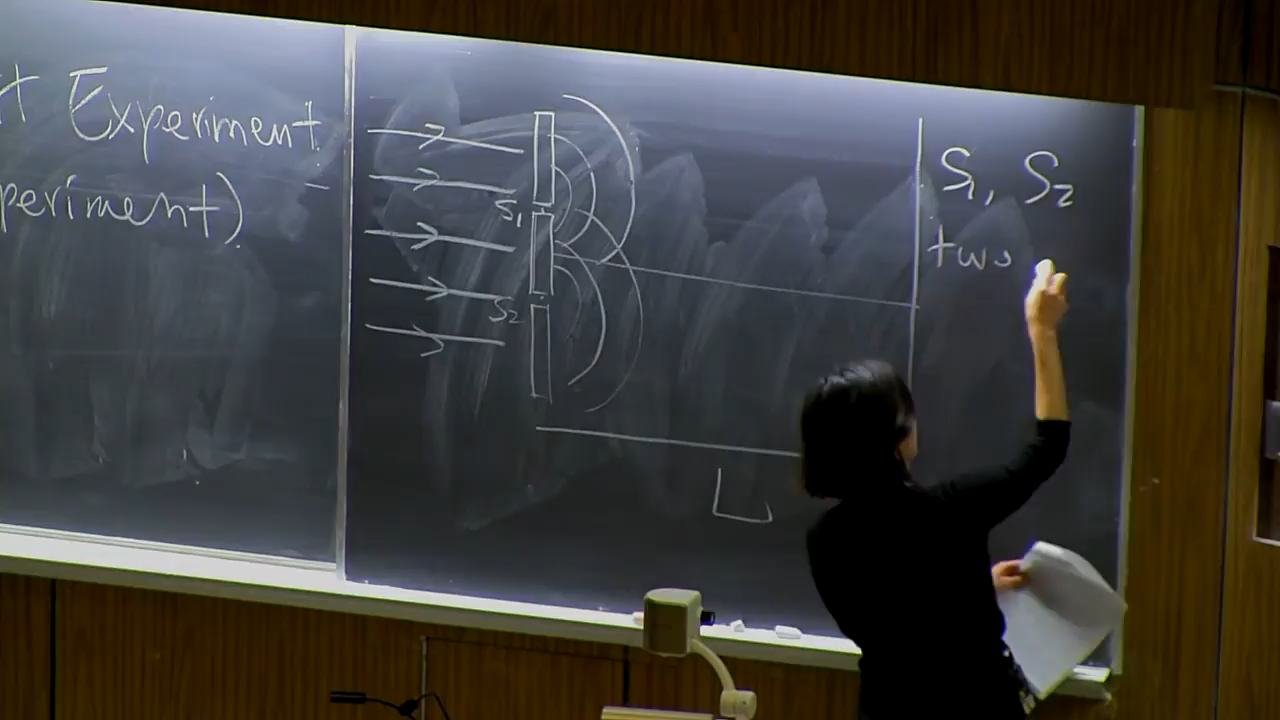 Experiment
periment)
S1
S2
L
S1, S2
two